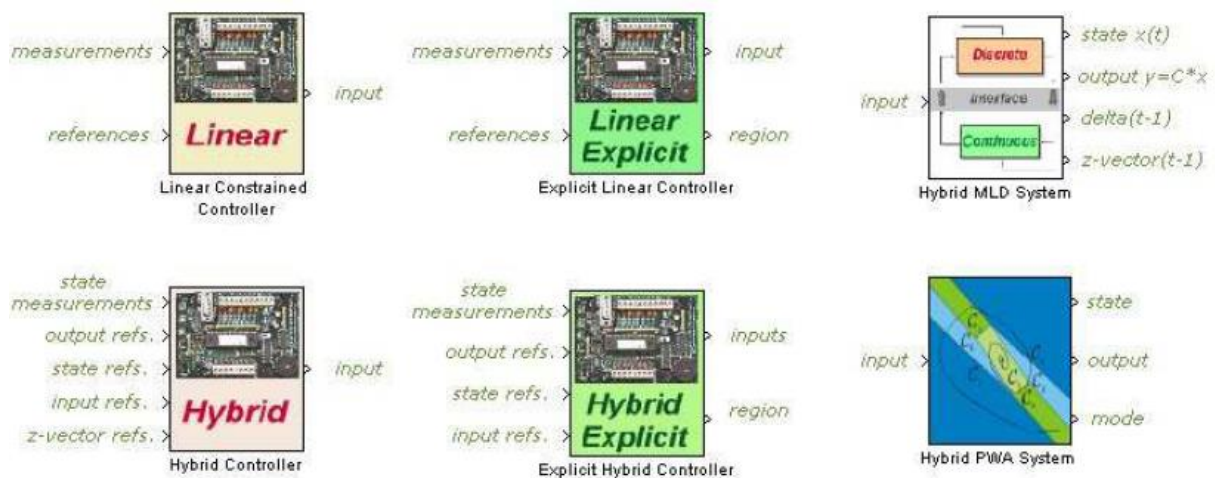 measurements
references
Linear
input
Linear Constrained
Controller
measurements
references
Linear
Explicit
input
region
Explicit Linear Controller
input
Discrete
Interface
Continuous
state x(t)
output y=C*x
delta(t-1)
z-vector(t-1)
Hybrid MLD System
state
measurements
output refs.
state refs.
input refs.
z-vector refs.
Hybrid
input
Hybrid Controller
state
measurements
output refs.
state refs.
input refs.
Hybrid
Explicit
inputs
region
Explicit Hybrid Controller
input
state
output
mode
Hybrid PWA System